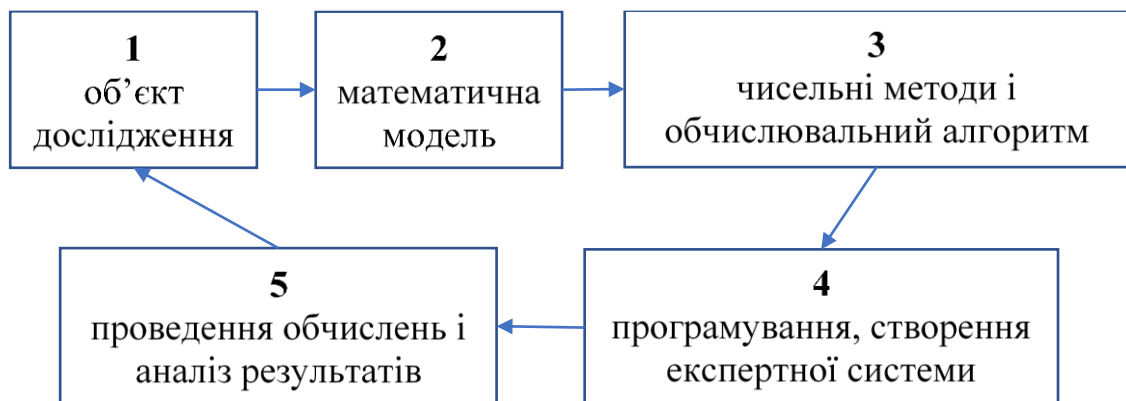 1
об’єкт
дослідження
2
математична
модель
3
чисельні методи і
обчислювальний алгоритм
4
програмування, створення
експертної системи
5
проведення обчислень і
аналіз результатів